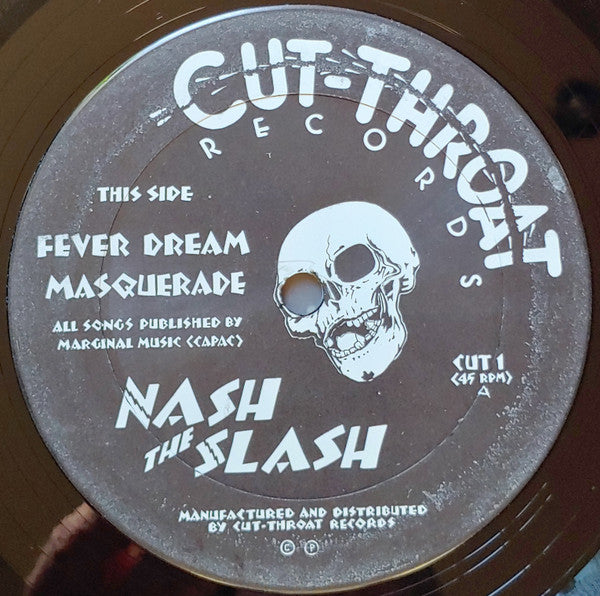 CUT-THROAT
RECORDS
THIS SIDE
FEVER DREAM
MASQUERADE
ALL SONGS PUBLISHED BY
MARGINAL MUSIC (CAPAC)
CUT 1
(45 RPM)
A
NASH
THE SLASH
MANUFACTURED AND DISTRIBUTED
BY CUT-THROAT RECORDS
© ℗